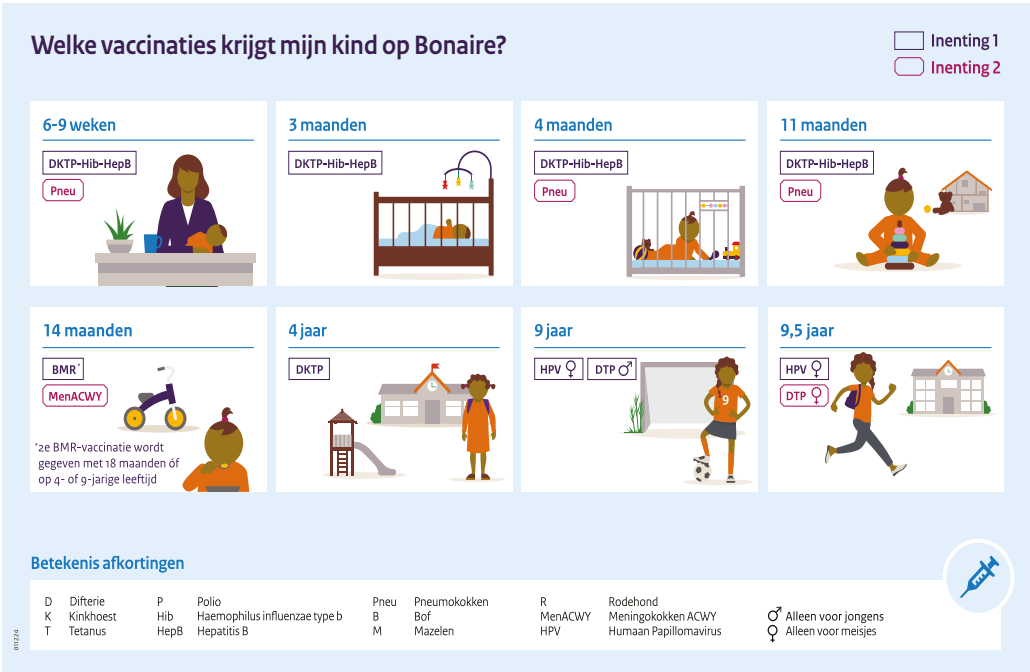 Welke vaccinaties krijgt mijn kind op Bonaire?
Inenting 1
Inenting 2
6-9 weken
DKTP-Hib-HepB
Pneu
3 maanden
DKTP-Hib-HepB
4 maanden
DKTP-Hib-HepB
Pneu
11 maanden
DKTP-Hib-HepB
Pneu
14 maanden
BMR*
MenACWY
*2e BMR-vaccinatie wordt
gegeven met 18 maanden óf
op 4- of 9-jarige leeftijd
4 jaar
DKTP
9 jaar
HPV ♀ DTP ♂
9
9,5 jaar
HPV ♀
DTP ♀
Betekenis afkortingen
D Difterie P Polio Pneu Pneumokokken R Rodehond
K Kinkhoest Hib Haemophilus influenzae type b B Bof MenACWY Meningokokken ACWY ♂ Alleen voor jongens
T Tetanus HepB Hepatitis B M Mazelen HPV Humaan Papillomavirus ♀ Alleen voor meisjes
011224